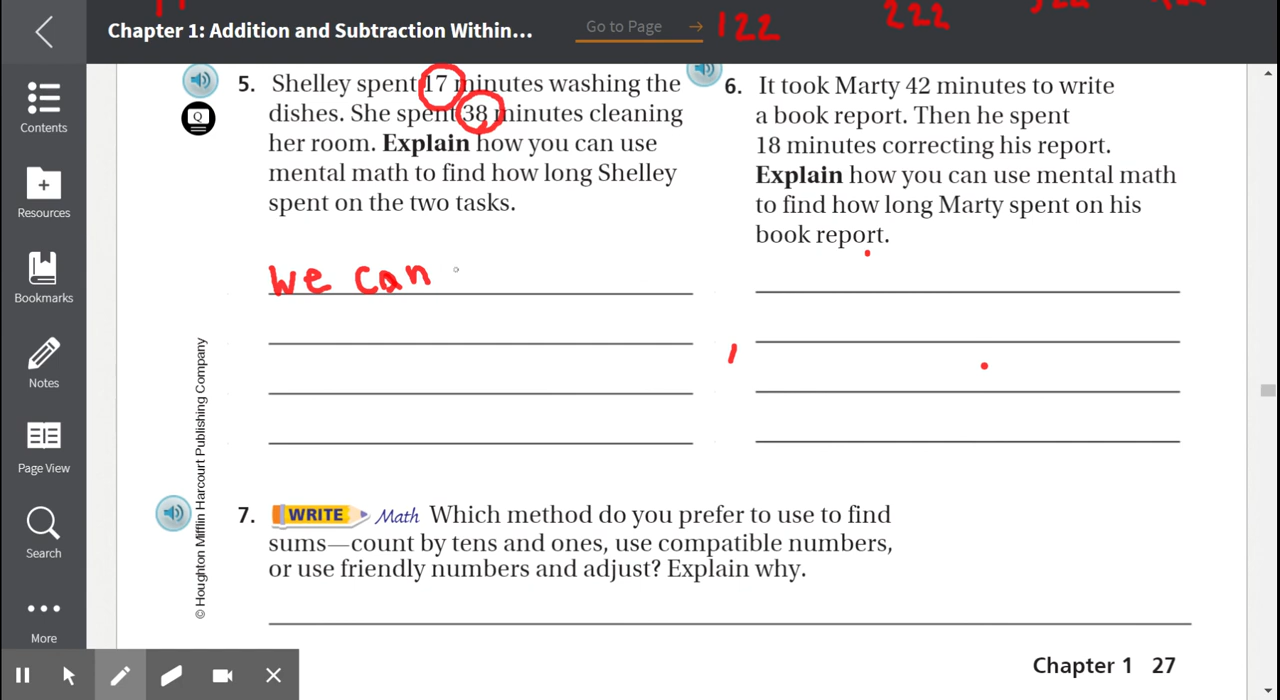 Chapter 1: Addition and Subtraction Within...
Go to Page →
122
222
Contents
Resources
Bookmarks
Notes
Page View
Search
More
5. Shelley spent 17 minutes washing the
dishes. She spent 38 minutes cleaning
her room. Explain how you can use
mental math to find how long Shelley
spent on the two tasks.
we can
6. It took Marty 42 minutes to write
a book report. Then he spent
18 minutes correcting his report.
Explain how you can use mental math
to find how long Marty spent on his
book report.
© Houghton Mifflin Harcourt Publishing Company
7. WRITE Math Which method do you prefer to use to find
sums—count by tens and ones, use compatible numbers,
or use friendly numbers and adjust? Explain why.
Chapter 1 27